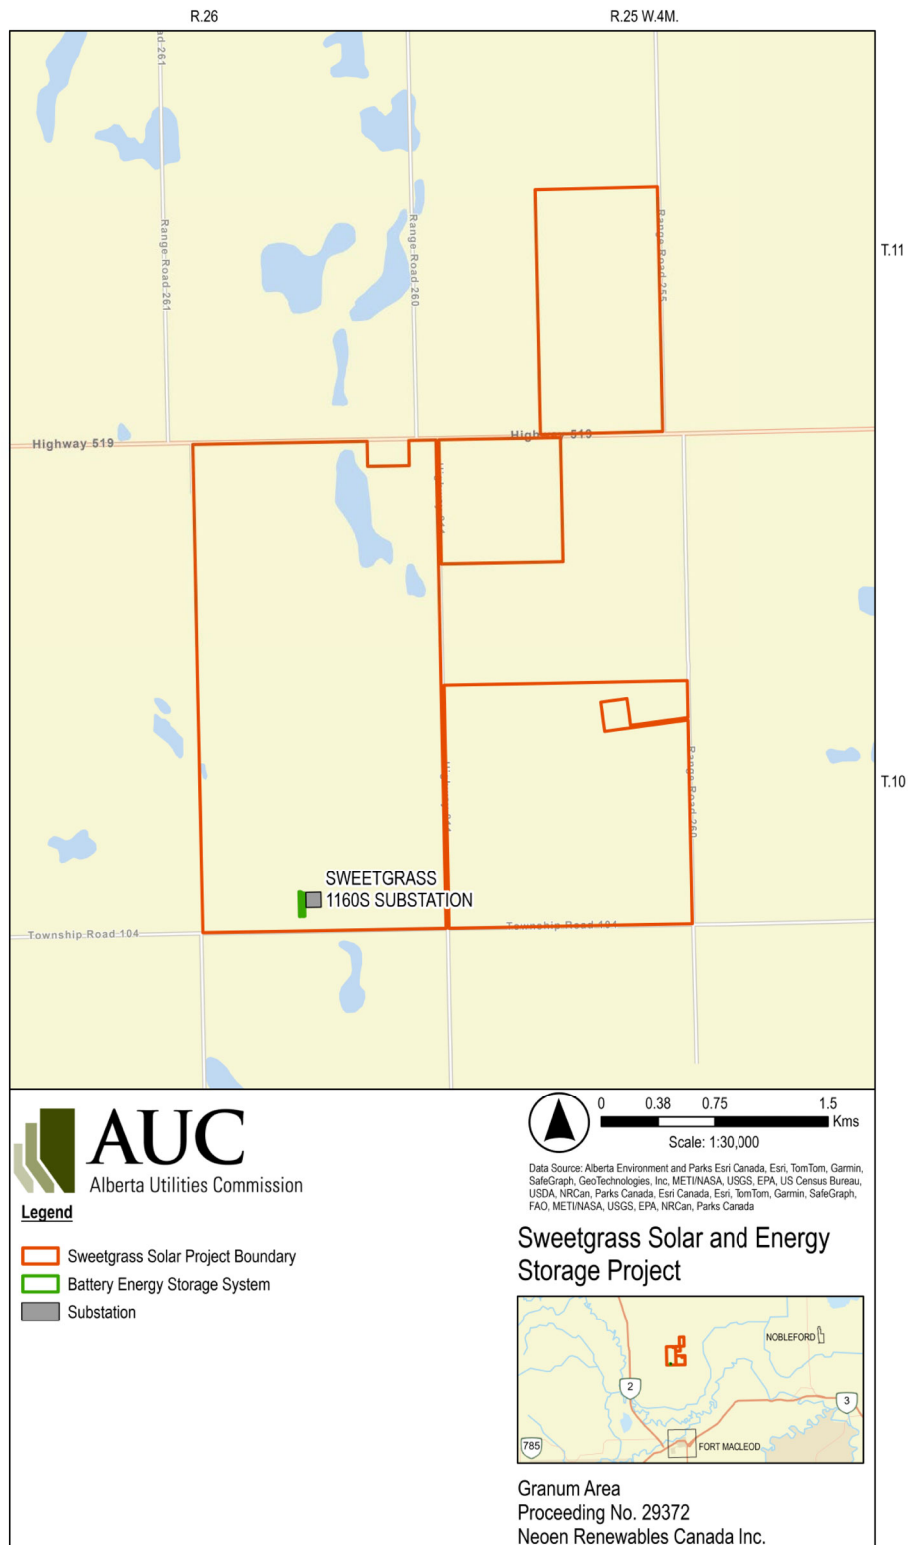 R.26
R.25 W.4M.
ad 261
Range Road 261
Range Road 260
Range Road 255
T.11
Highway 519
Highway 519
Highway 811
Highway 811
Range Road 260
T.10
SWEETGRASS
1160S SUBSTATION
Township Road 104
Township Road 104
AUC
Alberta Utilities Commission
0 0.38 0.75 1.5
Kms
Scale: 1:30,000
Data Source: Alberta Environment and Parks Esri Canada, Esri, TomTom, Garmin,
SafeGraph, GeoTechnologies, Inc, METI/NASA, USGS, EPA, US Census Bureau,
USDA, NRCan, Parks Canada, Esri Canada, Esri, TomTom, Garmin, SafeGraph,
FAO, METI/NASA, USGS, EPA, NRCan, Parks Canada
Legend
Sweetgrass Solar Project Boundary
Battery Energy Storage System
Substation
Sweetgrass Solar and Energy
Storage Project
NOBLEFORD
2
3
785
FORT MACLEOD
Granum Area
Proceeding No. 29372
Neoen Renewables Canada Inc.